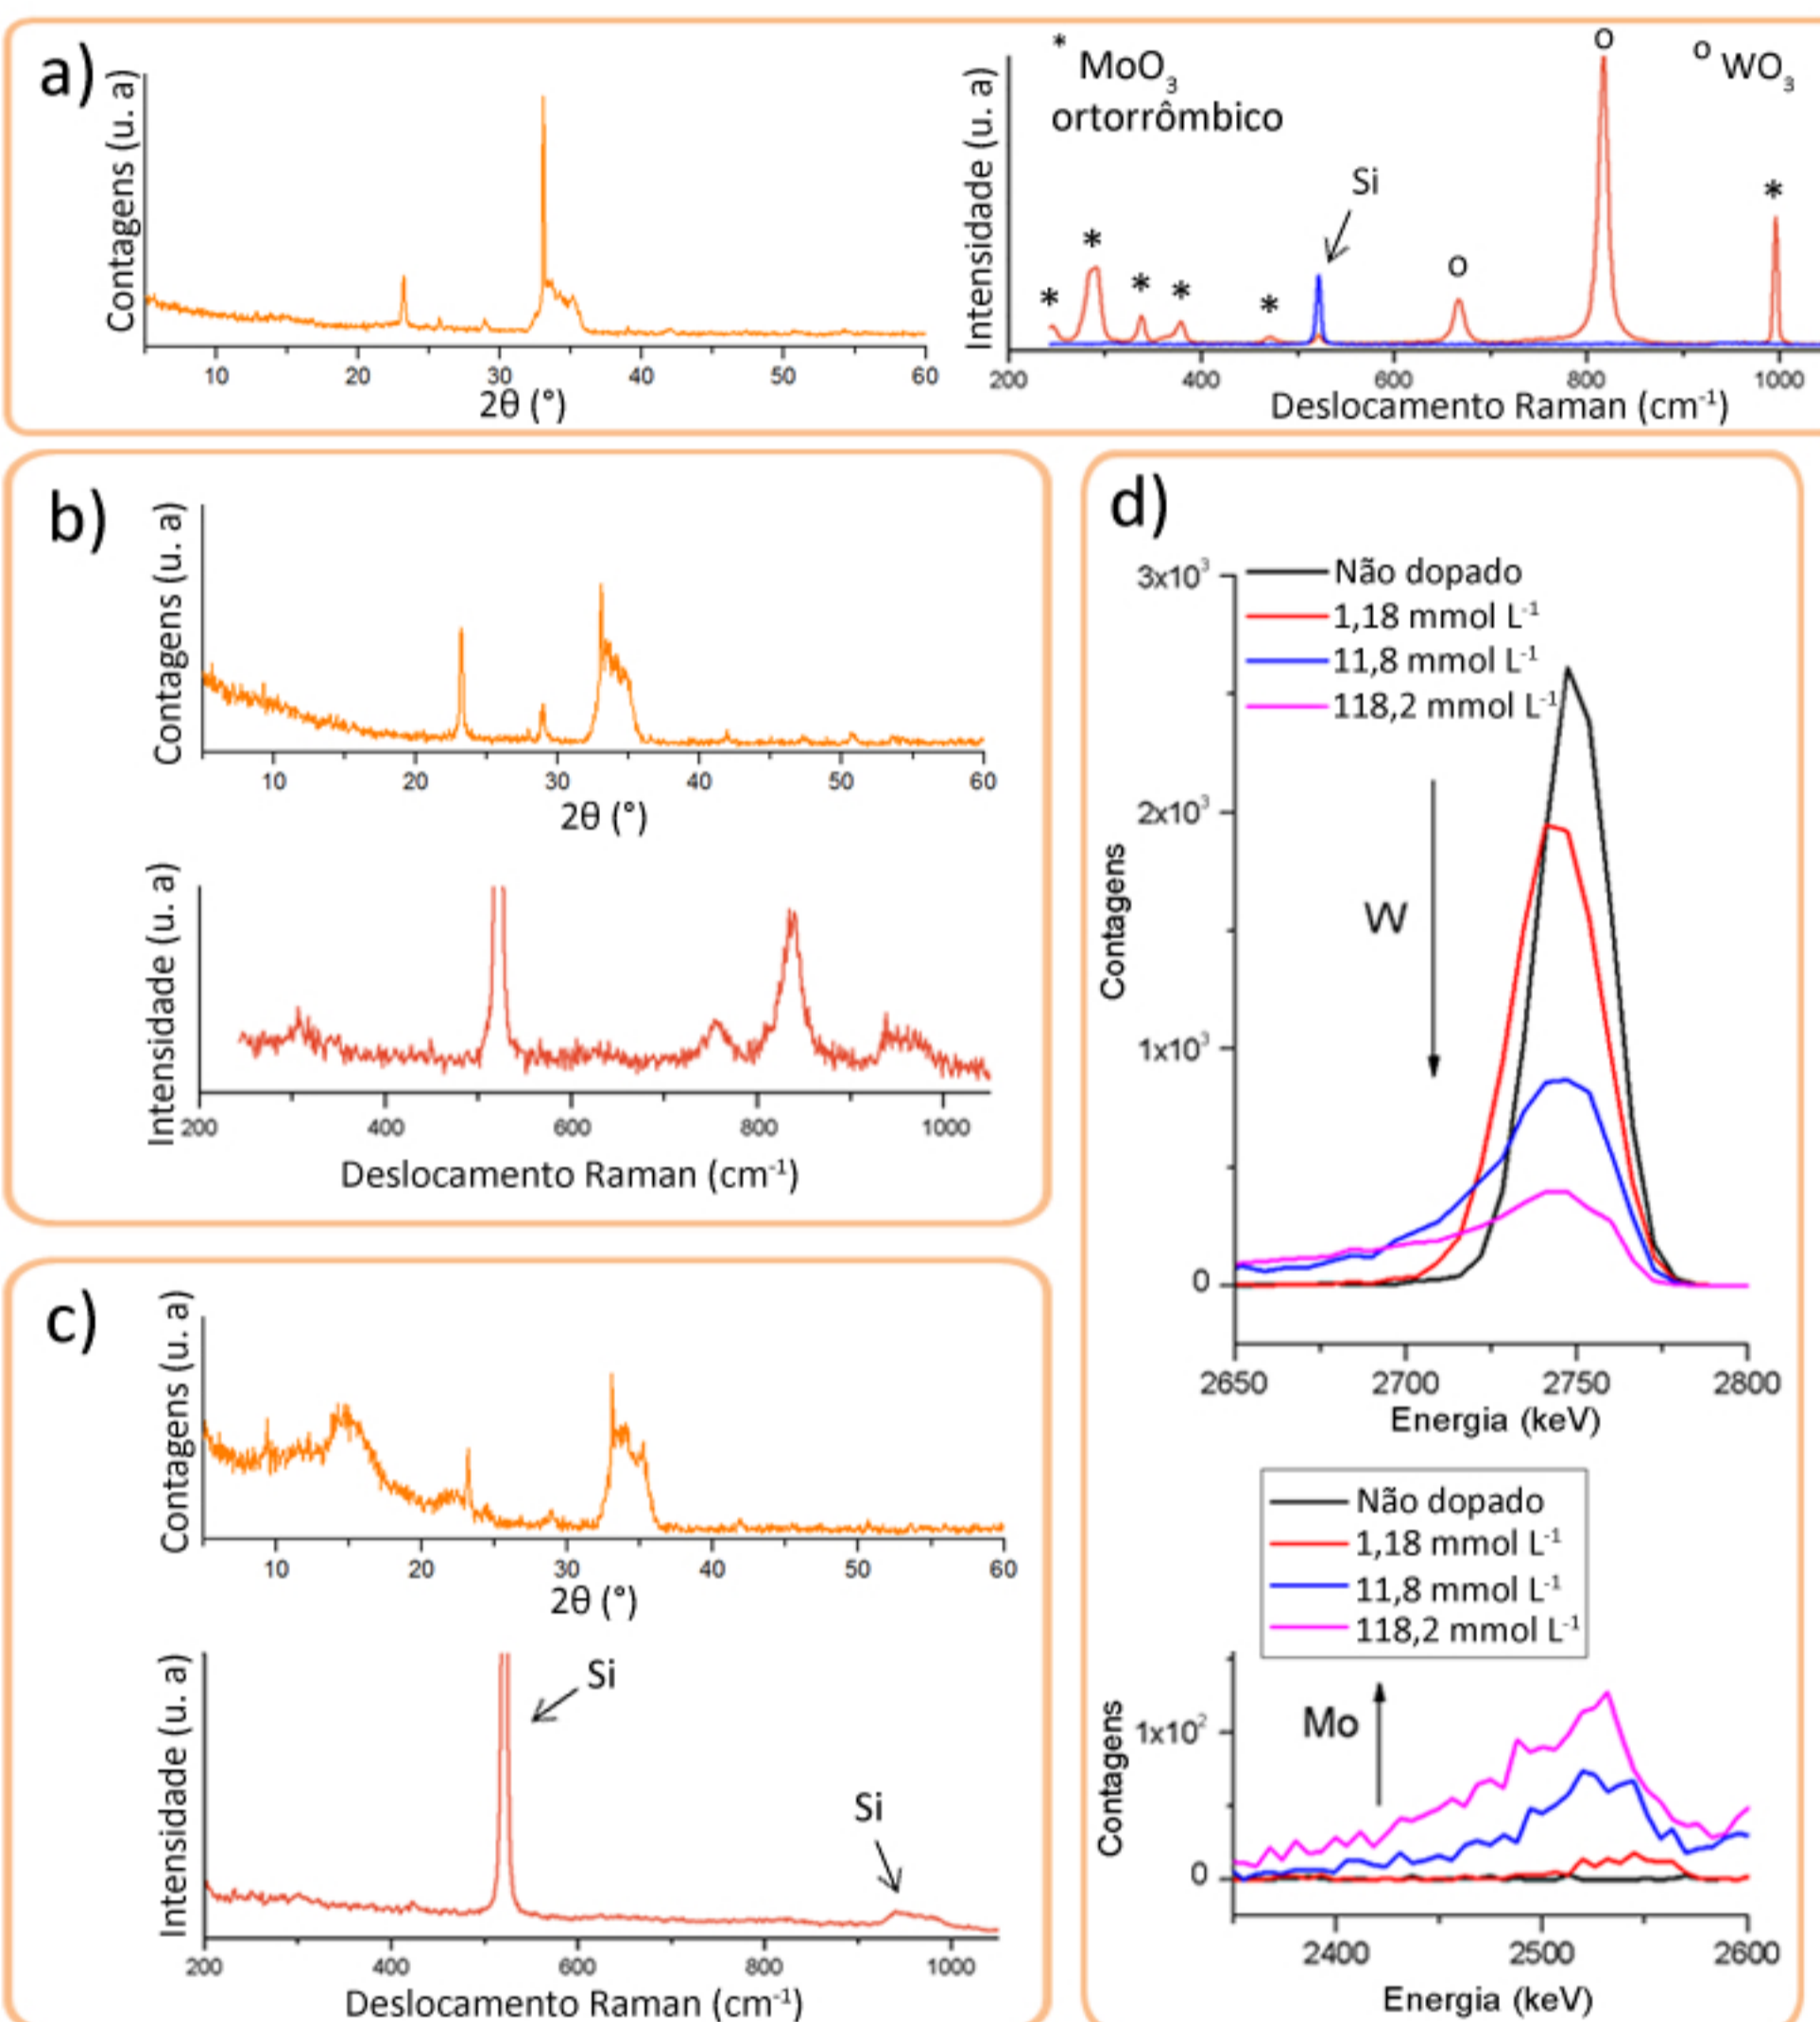 a)
Contagens (u. a)
10 20 30 40 50 60
2θ (°)
* MoO₃
ortorrômbico
o WO₃
Intensidade (u. a)
* * * * * Si o o *
200 400 600 800 1000
Deslocamento Raman (cm⁻¹)
b)
Contagens (u. a)
10 20 30 40 50 60
2θ (°)
Intensidade (u. a)
200 400 600 800 1000
Deslocamento Raman (cm⁻¹)
c)
Contagens (u. a)
10 20 30 40 50 60
2θ (°)
Intensidade (u. a)
Si
Si
200 400 600 800 1000
Deslocamento Raman (cm⁻¹)
d)
Não dopado
1,18 mmol L⁻¹
11,8 mmol L⁻¹
118,2 mmol L⁻¹
3x10³
2x10³
1x10³
0
Contagens
W
2650 2700 2750 2800
Energia (keV)
Não dopado
1,18 mmol L⁻¹
11,8 mmol L⁻¹
118,2 mmol L⁻¹
Contagens
1x10²
0
Mo
2400 2500 2600
Energia (keV)